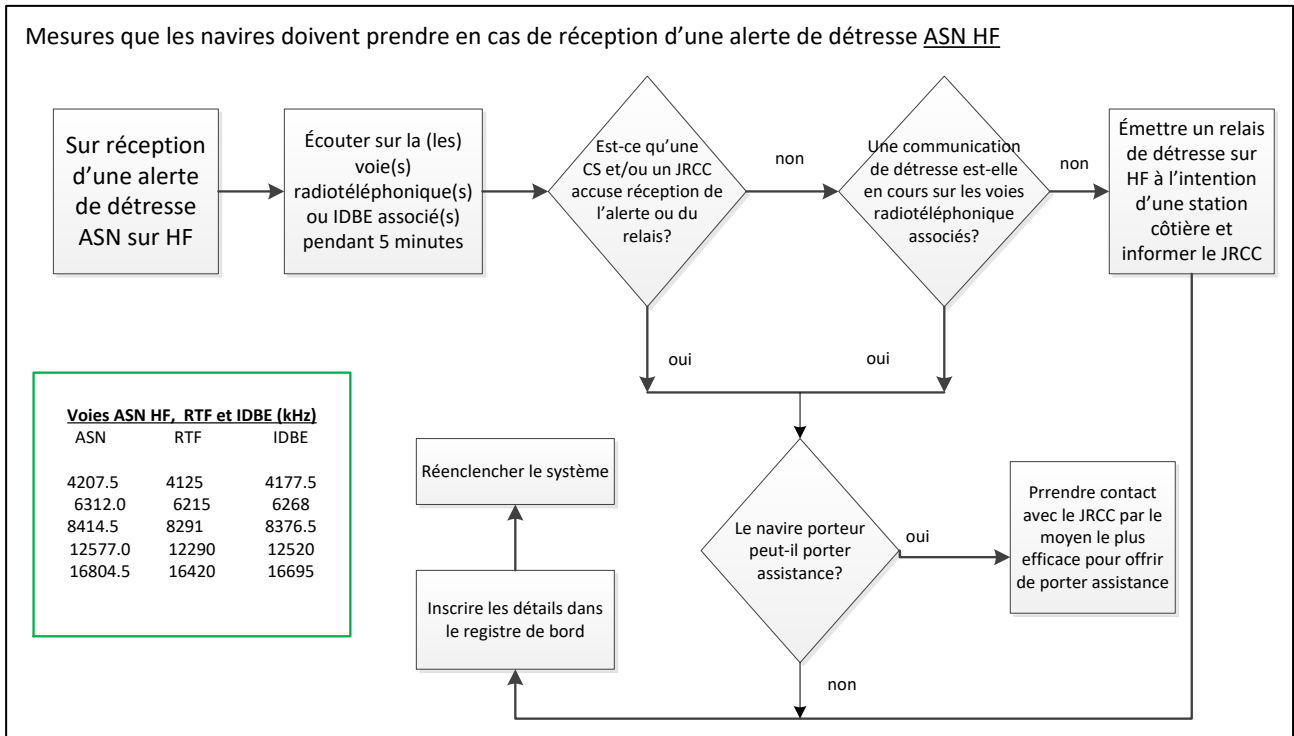 Mesures que les navires doivent prendre en cas de réception d’une alerte de détresse ASN HF
Sur réception
d’une alerte
de détresse
ASN sur HF
Écouter sur la (les)
voie(s)
radiotéléphonique(s)
ou IDBE associé(s)
pendant 5 minutes
Est-ce qu’une
CS et/ou un JRCC
accuse réception de
l’alerte ou du
relais?
non
Une communication
de détresse est-elle
en cours sur les voies
radiotéléphonique
associés?
non
Émettre un relais
de détresse sur
HF à l’intention
d’une station
côtière et
informer le JRCC
oui
oui
Voies ASN HF, RTF et IDBE (kHz)
ASN RTF IDBE
4207.5 4125 4177.5
6312.0 6215 6268
8414.5 8291 8376.5
12577.0 12290 12520
16804.5 16420 16695
Réenclencher le système
Inscrire les détails dans
le registre de bord
Le navire porteur
peut-il porter
assistance?
oui
Prrendre contact
avec le JRCC par le
moyen le plus
efficace pour offrir
de porter assistance
non